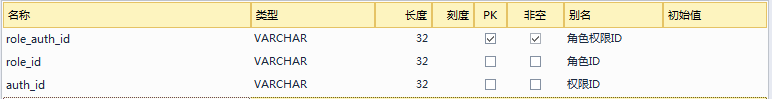 名称 类型 长度 刻度 PK 非空 别名 初始值
role_auth_id VARCHAR 32 角色权限ID
role_id VARCHAR 32 角色ID
auth_id VARCHAR 32 权限ID